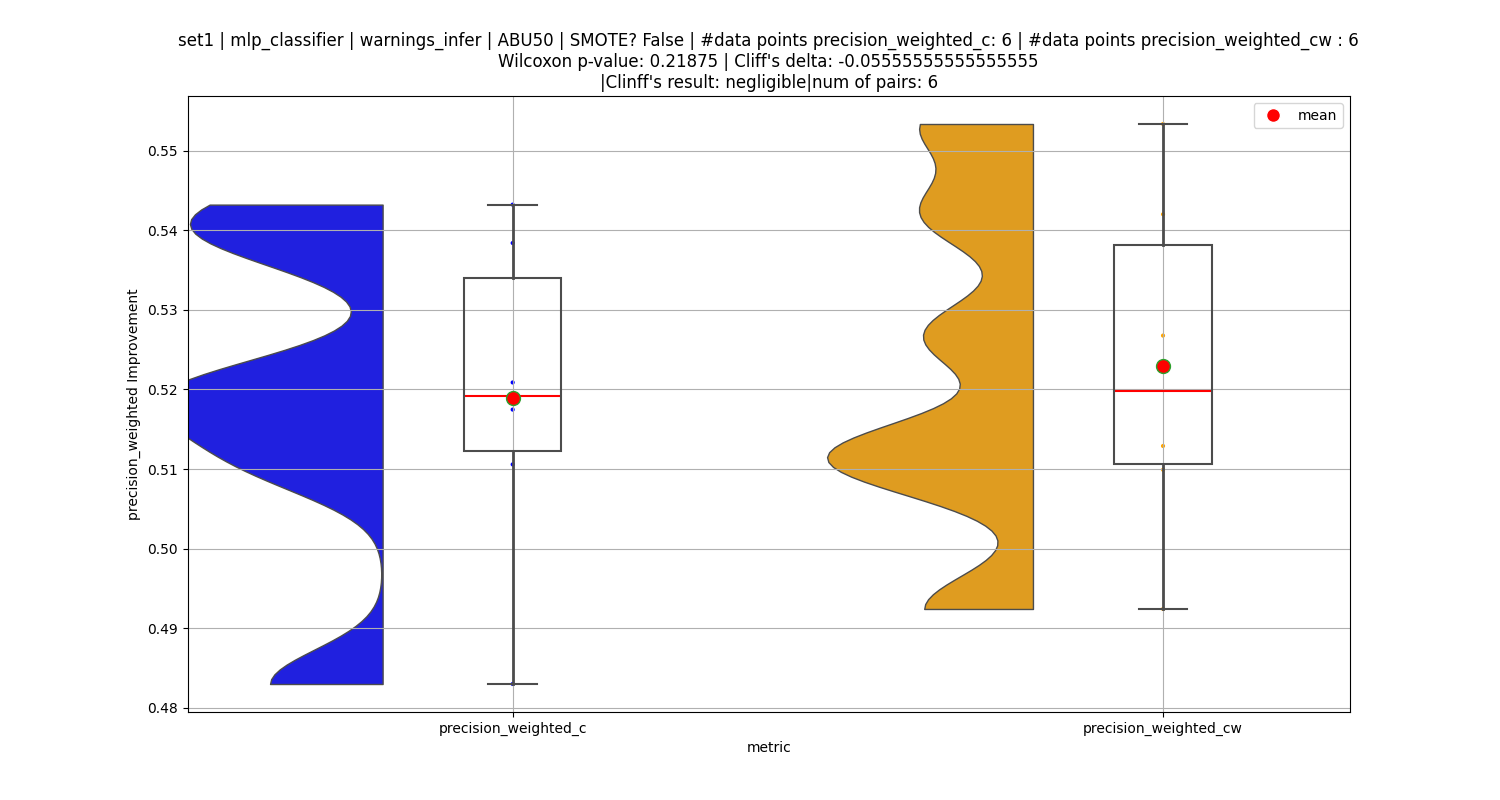 set1 | mlp_classifier | warnings_infer | ABU50 | SMOTE? False | #data points precision_weighted_c: 6 | #data points precision_weighted_cw : 6
Wilcoxon p-value: 0.21875 | Cliff's delta: -0.05555555555555555
|Clinff's result: negligible|num of pairs: 6
mean
0.55
0.54
0.53
0.52
0.51
0.50
0.49
0.48
precision_weighted Improvement
precision_weighted_c
precision_weighted_cw
metric